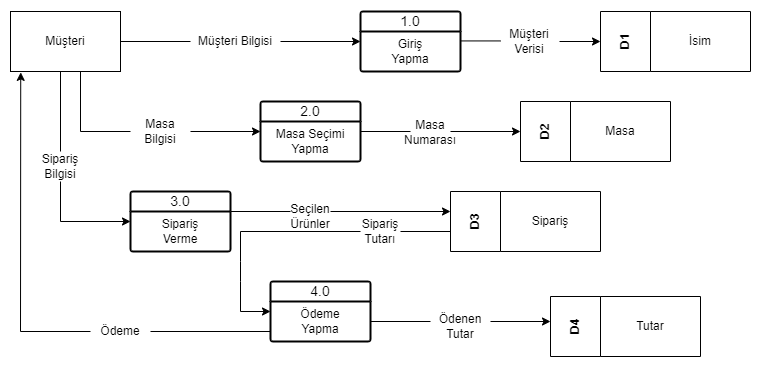 Müşteri
Müşteri Bilgisi
1.0
Giriş
Yapma
Müşteri
Verisi
D1
İsim
Masa
Bilgisi
2.0
Masa Seçimi
Yapma
Masa
Numarası
D2
Masa
Sipariş
Bilgisi
3.0
Sipariş
Verme
Seçilen
Ürünler
Sipariş
Tutarı
D3
Sipariş
4.0
Ödeme
Yapma
Ödeme
Ödenen
Tutar
D4
Tutar